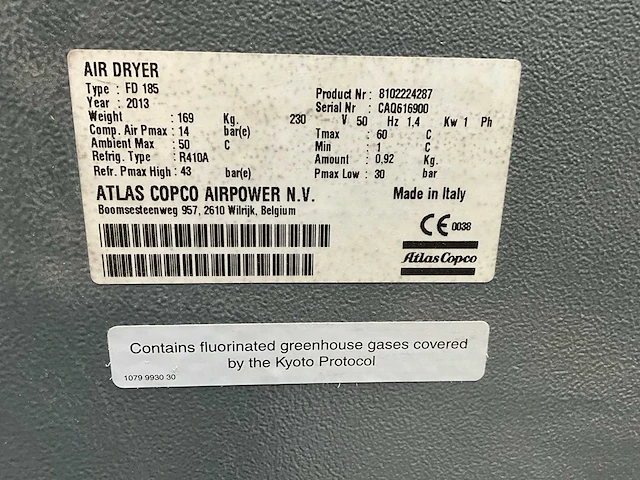 AIR DRYER
Type : FD 185
Year : 2013
Product Nr : 8102224287
Serial Nr : CAQ616900
Weight : 169 Kg. 230 V 50 Hz 1,4 Kw 1 Ph
Comp. Air Pmax : 14 bar(e) Tmax : 60 C
Ambient Max : 50 C Min : 1 C
Refrig. Type : R410A Amount : 0,92 Kg.
Refr. Pmax High : 43 bar(e) Pmax Low : 30 bar
ATLAS COPCO AIRPOWER N.V. Made in Italy
Boomsesteenweg 957, 2610 Wilrijk, Belgium
CE 0038
Atlas Copco
Contains fluorinated greenhouse gases covered
by the Kyoto Protocol
1079 9930 30